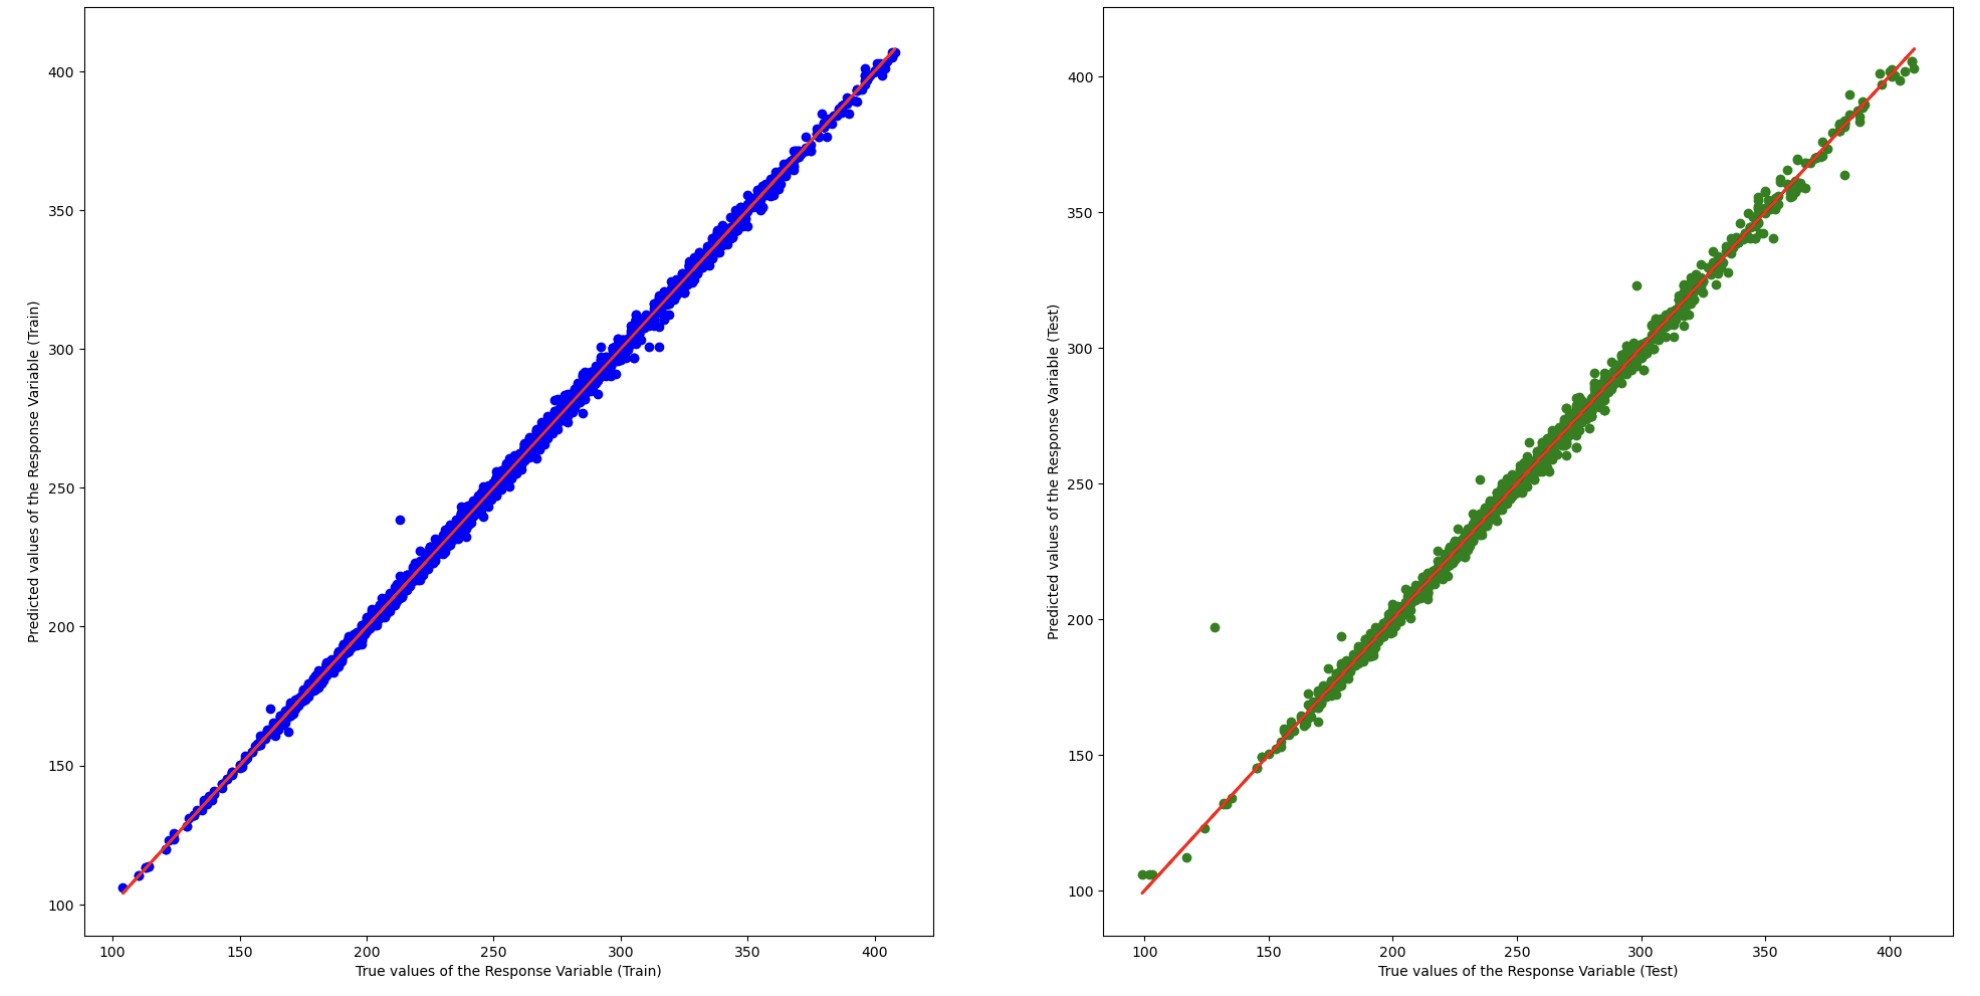 Predicted values of the Response Variable (Train)
400
350
300
250
200
150
100
100 150 200 250 300 350 400
True values of the Response Variable (Train)
Predicted values of the Response Variable (Test)
400
350
300
250
200
150
100
100 150 200 250 300 350 400
True values of the Response Variable (Test)